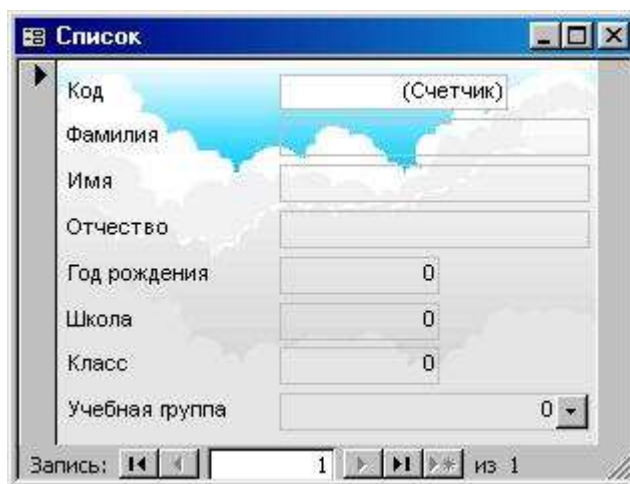 Список
Код (Счетчик)
Фамилия
Имя
Отчество
Год рождения 0
Школа 0
Класс 0
Учебная группа 0
Запись: 1 из 1